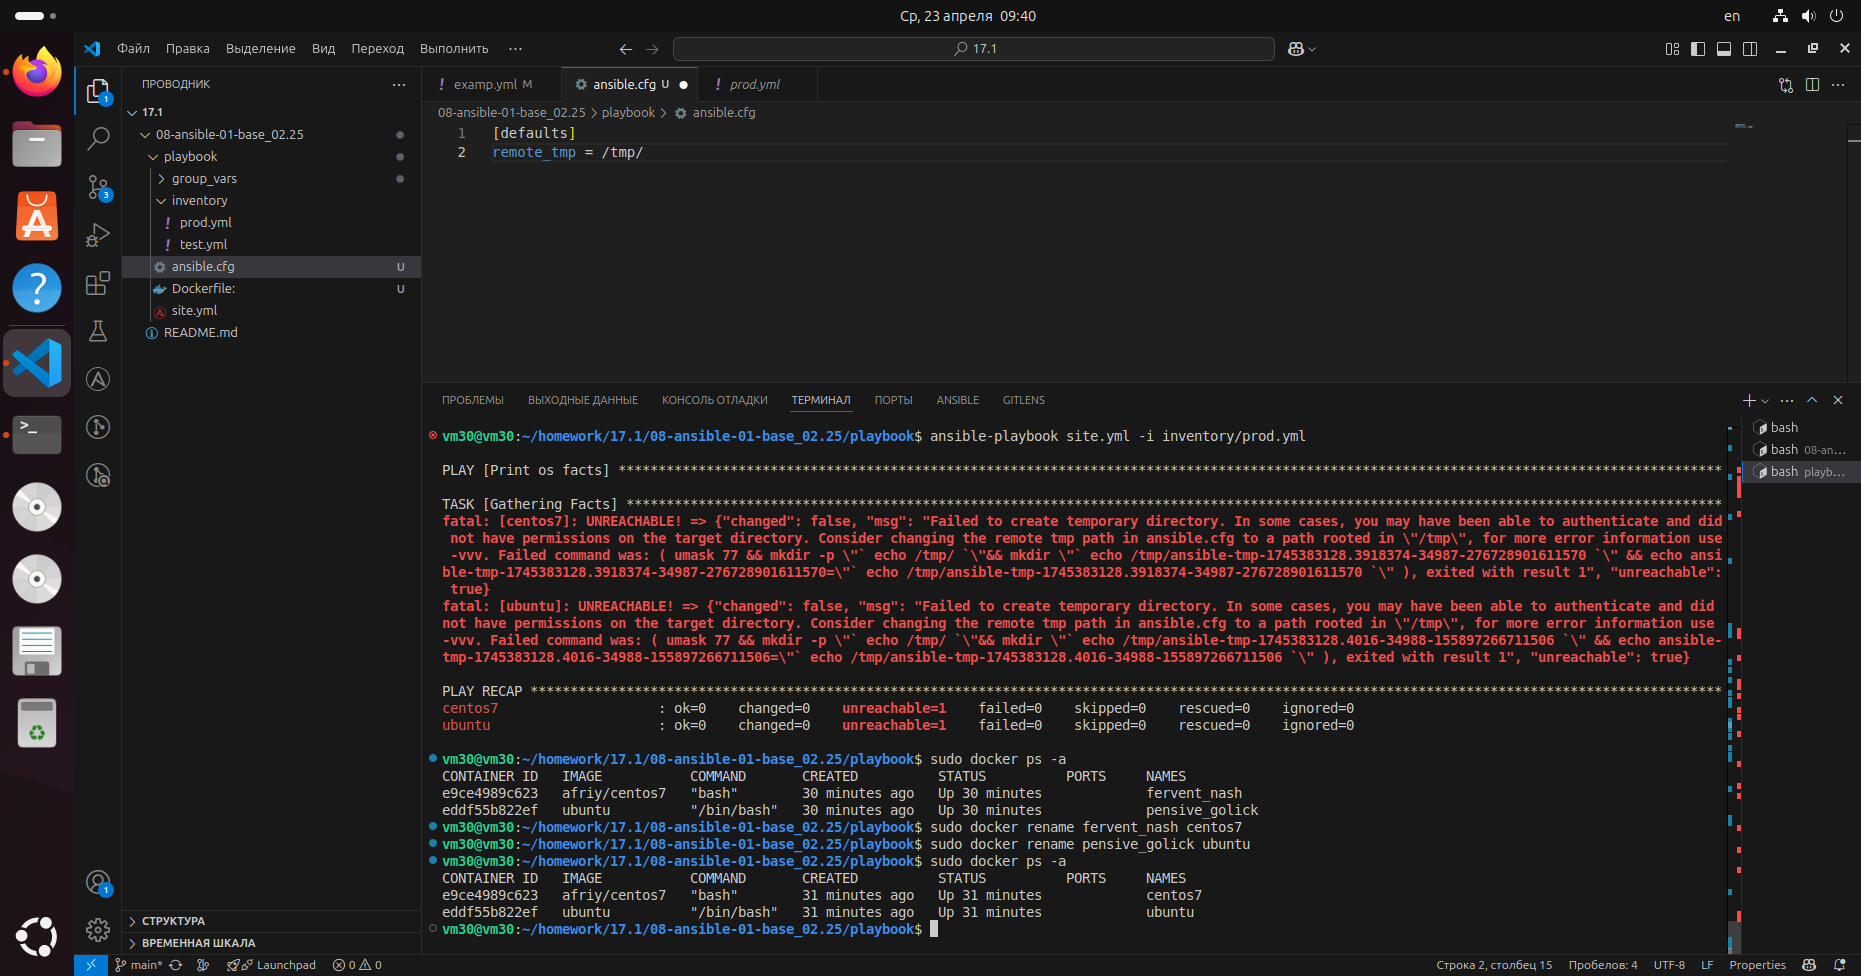 Ср, 23 апреля 09:40
en
Файл Правка Выделение Вид Переход Выполнить ···
17.1
ПРОВОДНИК
17.1
08-ansible-01-base_02.25
playbook
group_vars
inventory
! prod.yml
! test.yml
ansible.cfg U
Dockerfile: U
site.yml
README.md
СТРУКТУРА
ВРЕМЕННАЯ ШКАЛА
1
3
1
! examp.yml M
ansible.cfg U
! prod.yml
08-ansible-01-base_02.25 > playbook > ansible.cfg
1 [defaults]
2 remote_tmp = /tmp/
ПРОБЛЕМЫ ВЫХОДНЫЕ ДАННЫЕ КОНСОЛЬ ОТЛАДКИ ТЕРМИНАЛ ПОРТЫ ANSIBLE GITLENS
vm30@vm30:~/homework/17.1/08-ansible-01-base_02.25/playbook$ ansible-playbook site.yml -i inventory/prod.yml
PLAY [Print os facts] ******************************************************************************************************************************************
TASK [Gathering Facts] *****************************************************************************************************************************************
fatal: [centos7]: UNREACHABLE! => {"changed": false, "msg": "Failed to create temporary directory. In some cases, you may have been able to authenticate and did
not have permissions on the target directory. Consider changing the remote tmp path in ansible.cfg to a path rooted in \"/tmp\", for more error information use
-vvv. Failed command was: ( umask 77 && mkdir -p \"` echo /tmp/ `\"&& mkdir \"` echo /tmp/ansible-tmp-1745383128.3918374-34987-276728901611570 `\" && echo ansi
ble-tmp-1745383128.3918374-34987-276728901611570=\"` echo /tmp/ansible-tmp-1745383128.3918374-34987-276728901611570 `\" ), exited with result 1", "unreachable":
true}
fatal: [ubuntu]: UNREACHABLE! => {"changed": false, "msg": "Failed to create temporary directory. In some cases, you may have been able to authenticate and did
not have permissions on the target directory. Consider changing the remote tmp path in ansible.cfg to a path rooted in \"/tmp\", for more error information use
-vvv. Failed command was: ( umask 77 && mkdir -p \"` echo /tmp/ `\"&& mkdir \"` echo /tmp/ansible-tmp-1745383128.4016-34988-155897266711506 `\" && echo ansible-
tmp-1745383128.4016-34988-155897266711506=\"` echo /tmp/ansible-tmp-1745383128.4016-34988-155897266711506 `\" ), exited with result 1", "unreachable": true}
PLAY RECAP *****************************************************************************************************************************************************
centos7 : ok=0 changed=0 unreachable=1 failed=0 skipped=0 rescued=0 ignored=0
ubuntu : ok=0 changed=0 unreachable=1 failed=0 skipped=0 rescued=0 ignored=0
vm30@vm30:~/homework/17.1/08-ansible-01-base_02.25/playbook$ sudo docker ps -a
CONTAINER ID IMAGE COMMAND CREATED STATUS PORTS NAMES
e9ce4989c623 afriy/centos7 "bash" 30 minutes ago Up 30 minutes fervent_nash
eddf55b822ef ubuntu "/bin/bash" 30 minutes ago Up 30 minutes pensive_golick
vm30@vm30:~/homework/17.1/08-ansible-01-base_02.25/playbook$ sudo docker rename fervent_nash centos7
vm30@vm30:~/homework/17.1/08-ansible-01-base_02.25/playbook$ sudo docker rename pensive_golick ubuntu
vm30@vm30:~/homework/17.1/08-ansible-01-base_02.25/playbook$ sudo docker ps -a
CONTAINER ID IMAGE COMMAND CREATED STATUS PORTS NAMES
e9ce4989c623 afriy/centos7 "bash" 31 minutes ago Up 31 minutes centos7
eddf55b822ef ubuntu "/bin/bash" 31 minutes ago Up 31 minutes ubuntu
vm30@vm30:~/homework/17.1/08-ansible-01-base_02.25/playbook$
bash
bash 08-an...
bash playb...
main* Launchpad 0 0
Строка 2, столбец 15 Пробелов: 4 UTF-8 LF Properties